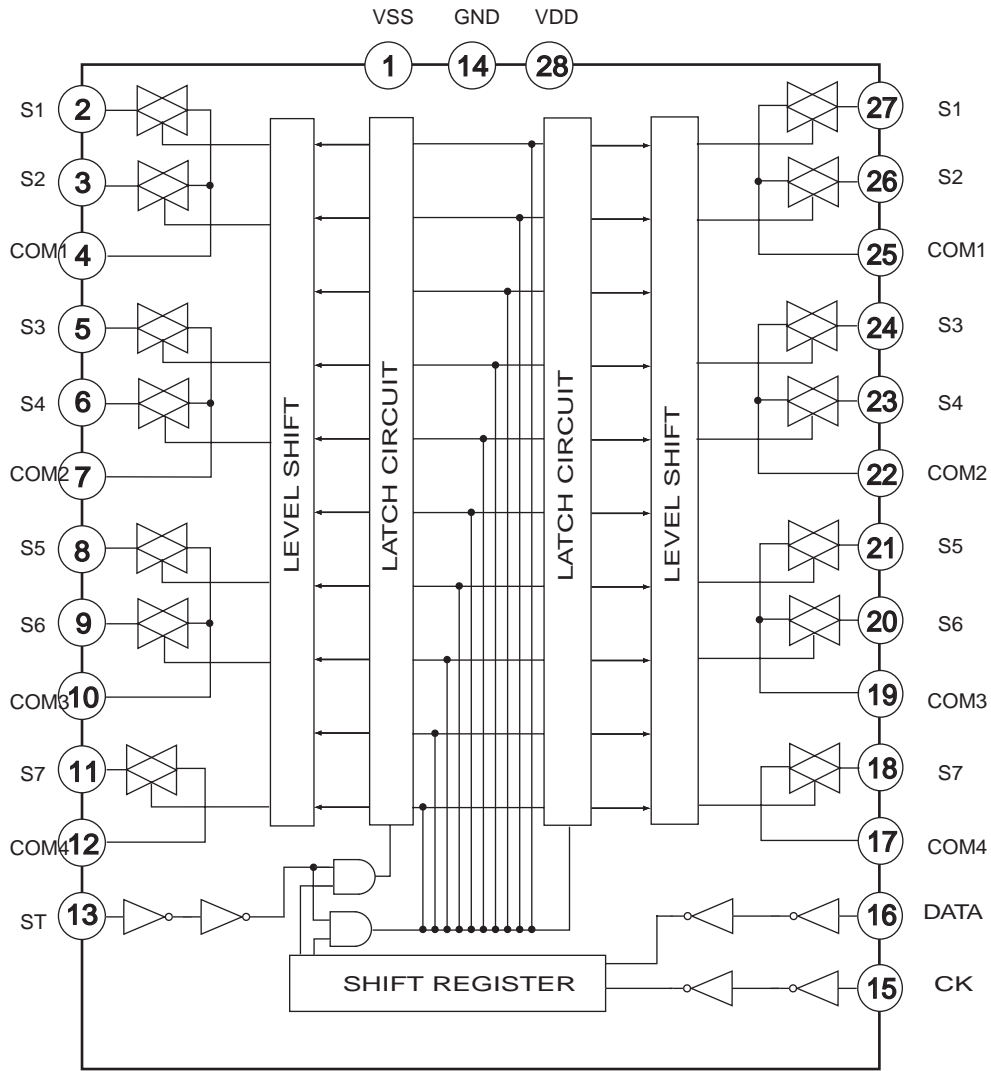 VSS GND VDD
1 14 28
S1 2 27 S1
S2 3 26 S2
COM1 4 25 COM1
S3 5 24 S3
S4 6 23 S4
COM2 7 22 COM2
LEVEL SHIFT
LATCH CIRCUIT
LATCH CIRCUIT
LEVEL SHIFT
S5 8 21 S5
S6 9 20 S6
COM3 10 19 COM3
S7 11 18 S7
COM4 12 17 COM4
ST 13 16 DATA
SHIFT REGISTER 15 CK